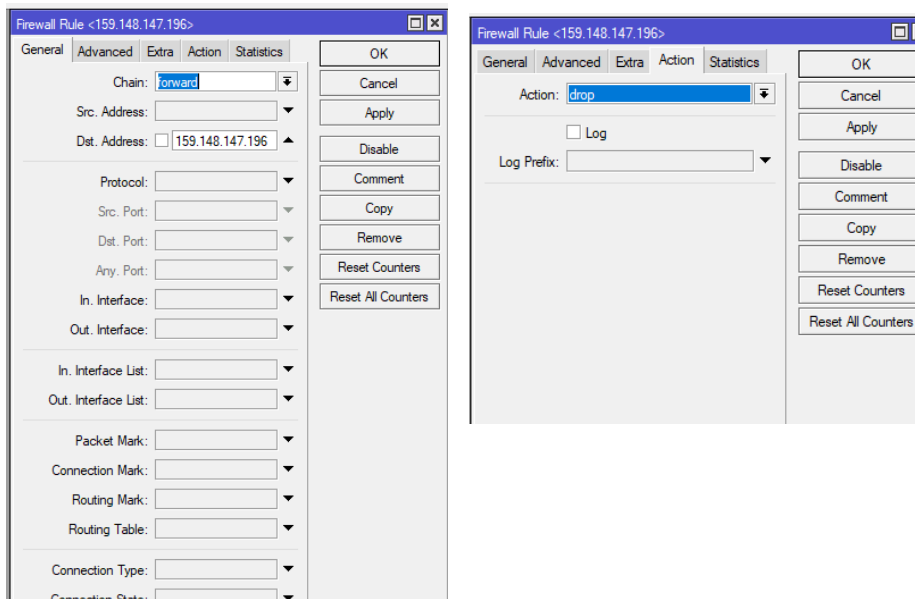 Firewall Rule <159.148.147.196>
General Advanced Extra Action Statistics
Chain: forward
Src. Address:
Dst. Address: 159.148.147.196
Protocol:
Src. Port:
Dst. Port:
Any. Port:
In. Interface:
Out. Interface:
In. Interface List:
Out. Interface List:
Packet Mark:
Connection Mark:
Routing Mark:
Routing Table:
Connection Type:
Connection State:
OK
Cancel
Apply
Disable
Comment
Copy
Remove
Reset Counters
Reset All Counters
Firewall Rule <159.148.147.196>
General Advanced Extra Action Statistics
Action: drop
Log
Log Prefix:
OK
Cancel
Apply
Disable
Comment
Copy
Remove
Reset Counters
Reset All Counters